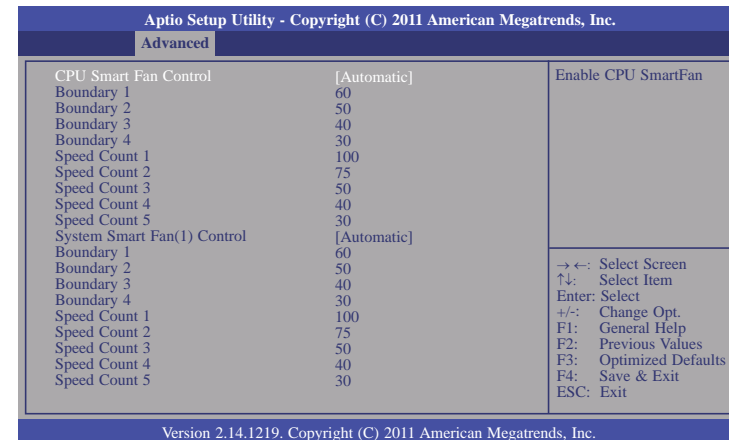 Aptio Setup Utility - Copyright (C) 2011 American Megatrends, Inc.
Advanced
CPU Smart Fan Control [Automatic]
Boundary 1 60
Boundary 2 50
Boundary 3 40
Boundary 4 30
Speed Count 1 100
Speed Count 2 75
Speed Count 3 50
Speed Count 4 40
Speed Count 5 30
System Smart Fan(1) Control [Automatic]
Boundary 1 60
Boundary 2 50
Boundary 3 40
Boundary 4 30
Speed Count 1 100
Speed Count 2 75
Speed Count 3 50
Speed Count 4 40
Speed Count 5 30
Enable CPU SmartFan
→←: Select Screen
↑↓: Select Item
Enter: Select
+/-: Change Opt.
F1: General Help
F2: Previous Values
F3: Optimized Defaults
F4: Save & Exit
ESC: Exit
Version 2.14.1219. Copyright (C) 2011 American Megatrends, Inc.